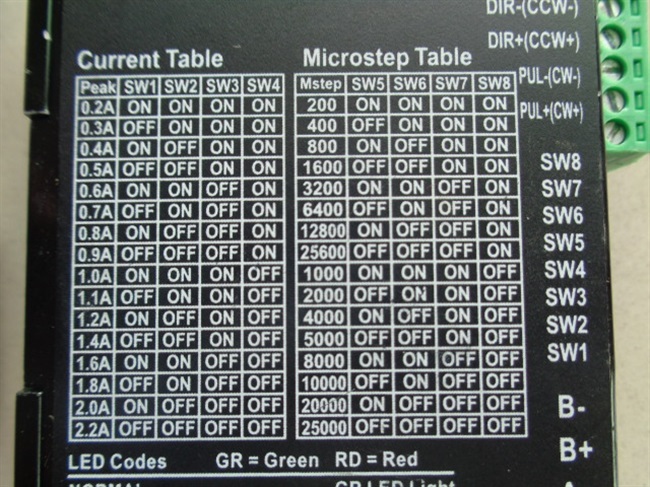 DIR-(CCW-)
DIR+(CCW+)
PUL-(CW-)
PUL+(CW+)
Current Table
Peak SW1 SW2 SW3 SW4
0.2A ON ON ON ON
0.3A OFF ON ON ON
0.4A ON OFF ON ON
0.5A OFF OFF ON ON
0.6A ON ON OFF ON
0.7A OFF ON OFF ON
0.8A ON OFF OFF ON
0.9A OFF OFF OFF ON
1.0A ON ON ON OFF
1.1A OFF ON ON OFF
1.2A ON OFF ON OFF
1.4A OFF OFF ON OFF
1.6A ON ON OFF OFF
1.8A OFF ON OFF OFF
2.0A ON OFF OFF OFF
2.2A OFF OFF OFF OFF
Microstep Table
Mstep SW5 SW6 SW7 SW8
200 ON ON ON ON
400 OFF ON ON ON
800 ON OFF ON ON
1600 OFF OFF ON ON
3200 ON ON OFF ON
6400 OFF ON OFF ON
12800 ON OFF OFF ON
25600 OFF OFF OFF ON
1000 ON ON ON OFF
2000 OFF ON ON OFF
4000 ON OFF ON OFF
5000 OFF OFF ON OFF
8000 ON ON OFF OFF
10000 OFF ON OFF OFF
20000 ON OFF OFF OFF
25000 OFF OFF OFF OFF
SW8
SW7
SW6
SW5
SW4
SW3
SW2
SW1
B-
B+
LED Codes GR = Green RD = Red
NORMAL GR LED Light